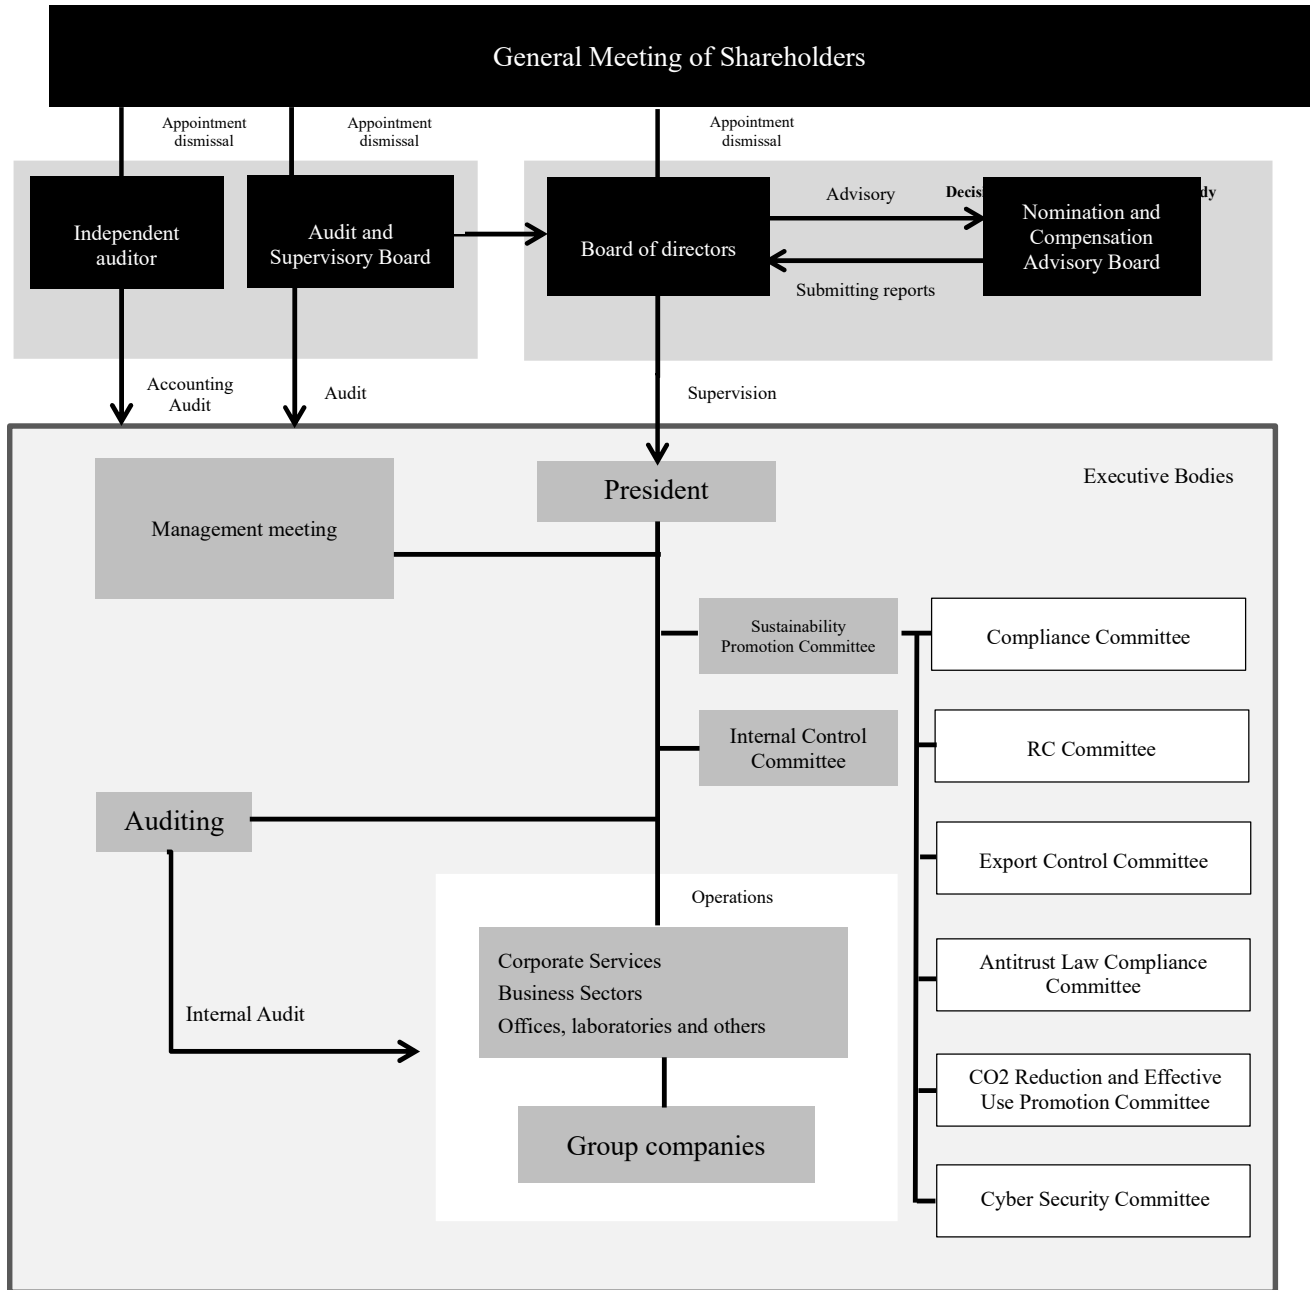 General Meeting of Shareholders
Appointment
dismissal
Appointment
dismissal
Appointment
dismissal
Independent
auditor
Audit and
Supervisory Board
Board of directors
Advisory
Submitting reports
Nomination and
Compensation
Advisory Board
Accounting
Audit
Audit
Supervision
Executive Bodies
Management meeting
President
Sustainability
Promotion Committee
Internal Control
Committee
Compliance Committee
RC Committee
Export Control Committee
Antitrust Law Compliance
Committee
CO2 Reduction and Effective
Use Promotion Committee
Cyber Security Committee
Auditing
Internal Audit
Operations
Corporate Services
Business Sectors
Offices, laboratories and others
Group companies